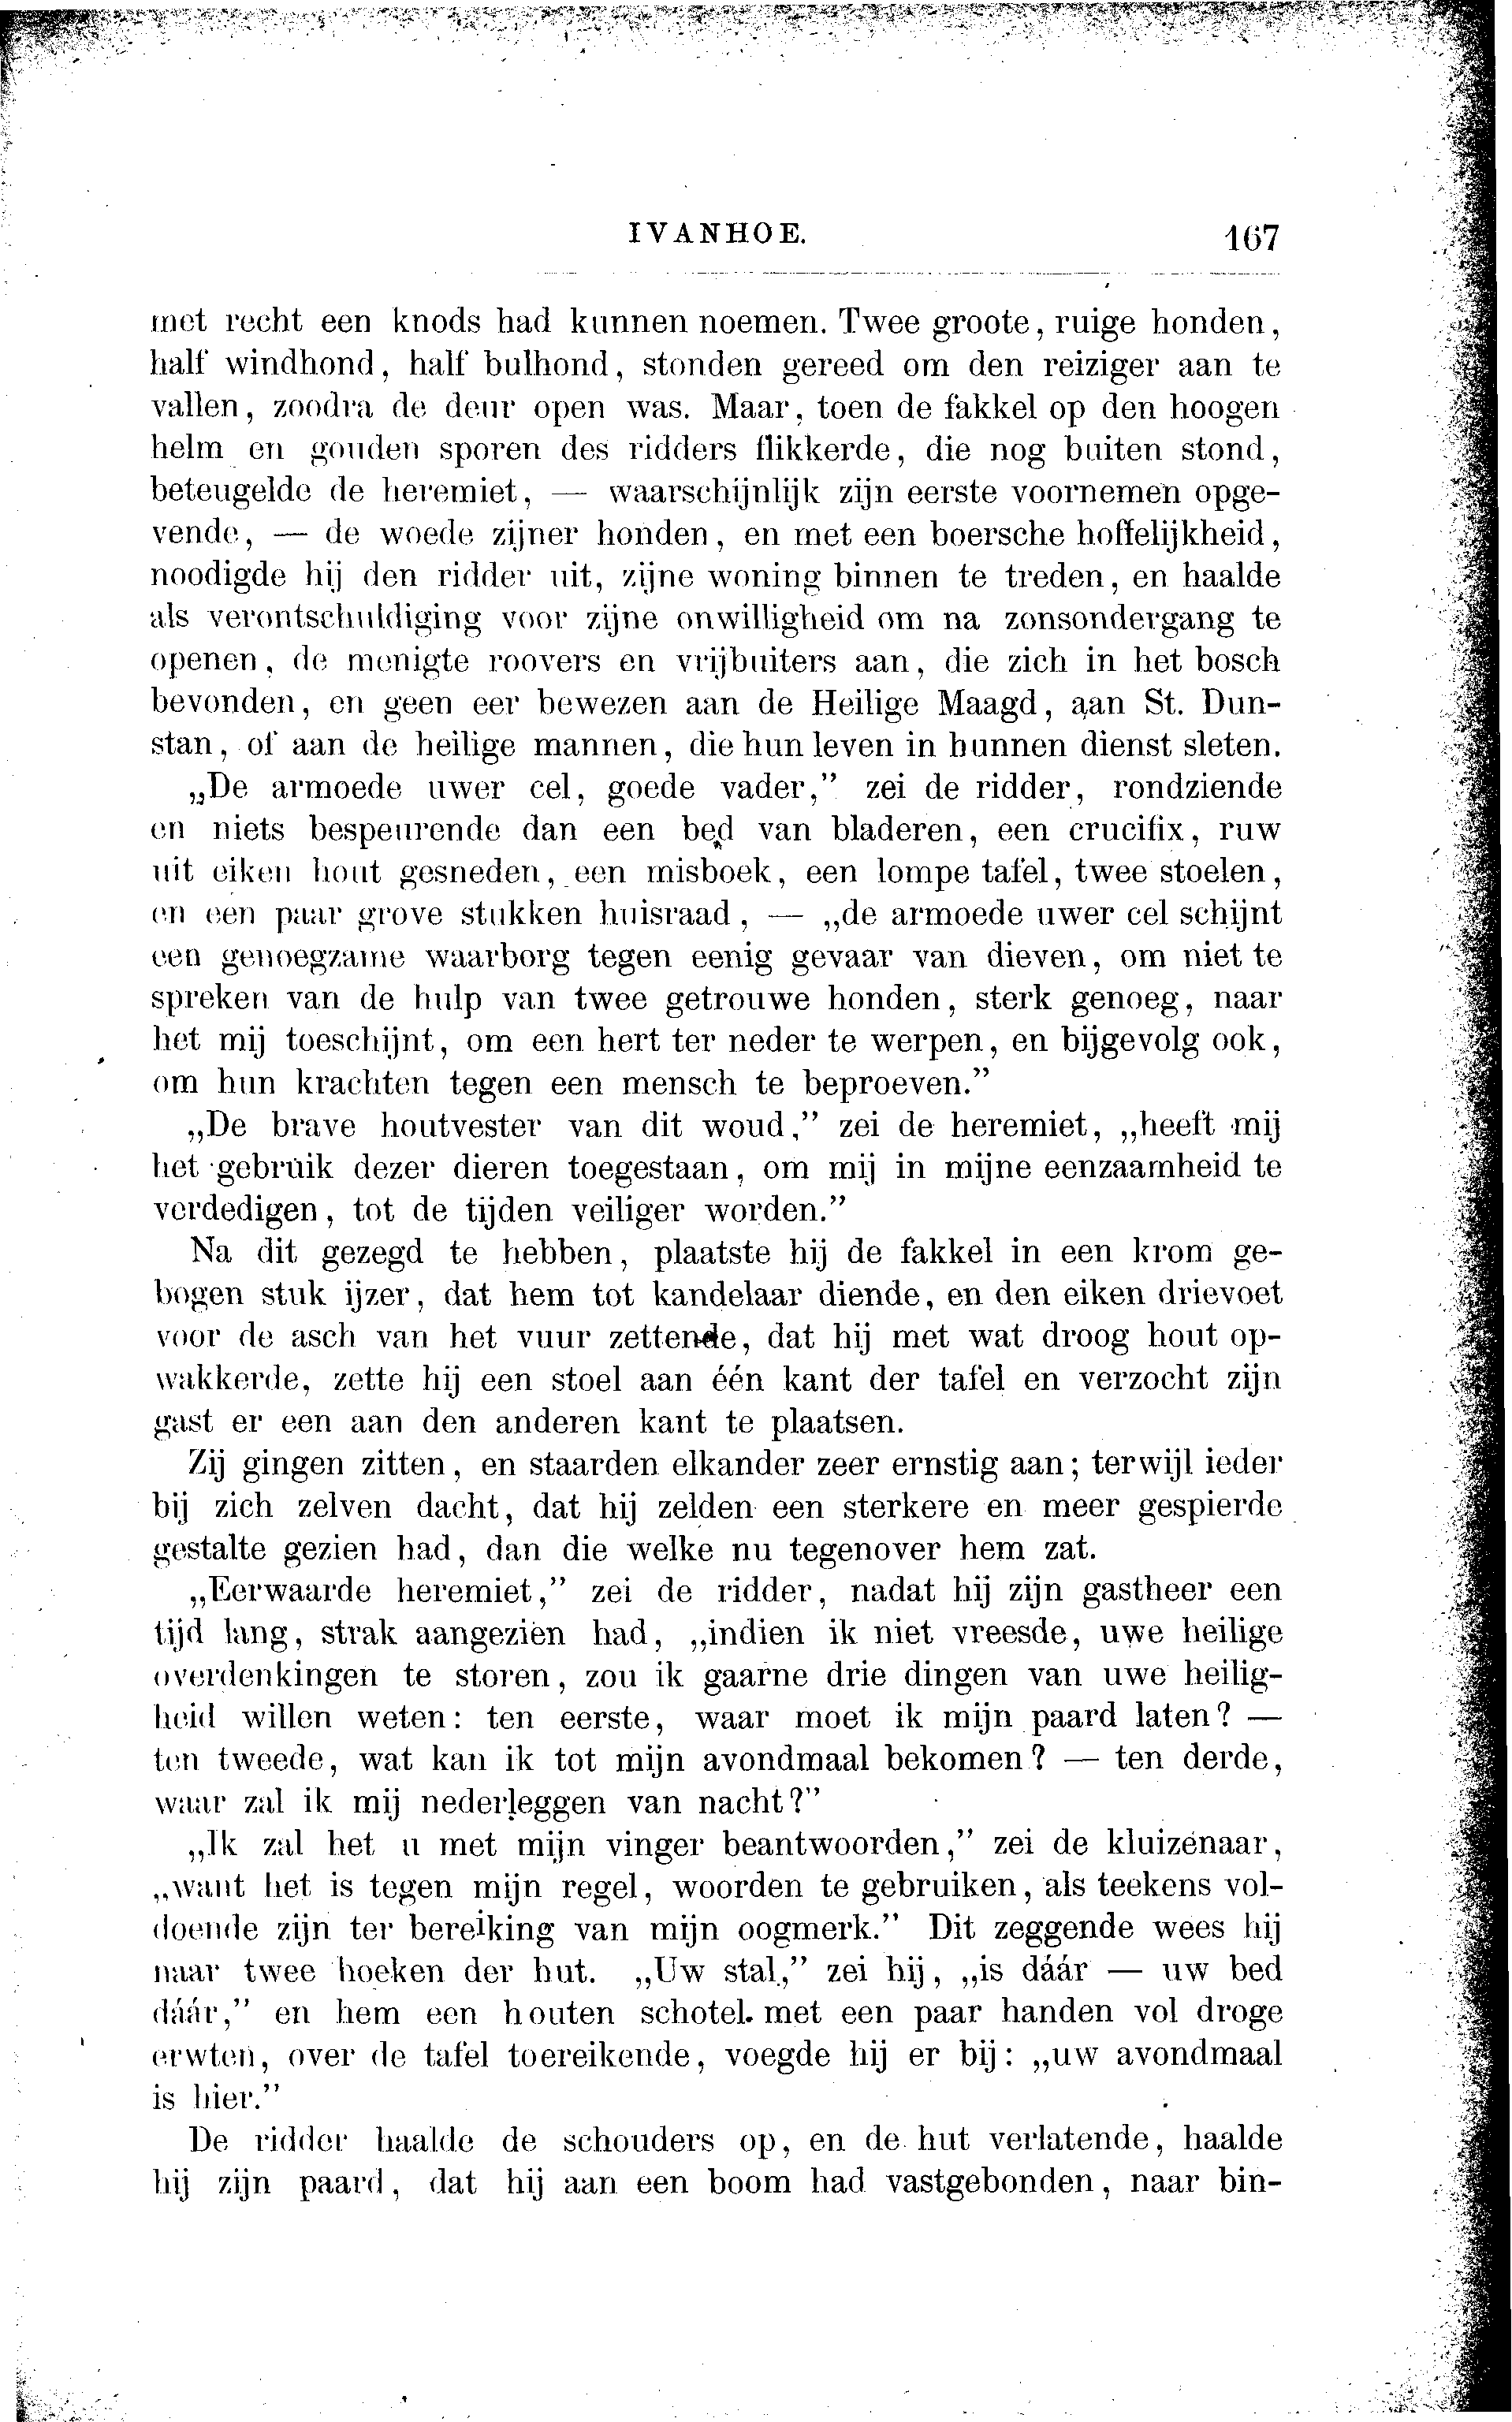 IVANHOE. 167
met recht een knods had kunnen noemen. Twee groote, ruige honden,
half windhond, half bulhond, stonden gereed om den reiziger aan te
vallen, zoodra de deur open was. Maar, toen de fakkel op den hoogen
helm en gouden sporen des ridders flikkerde, die nog buiten stond,
beteugelde de heremiet, — waarschijnlijk zijn eerste voornemen opge-
vende, — de woede zijner honden, en met een boersche hoffelijkheid,
noodigde hij den ridder uit, zijne woning binnen te treden, en haalde
als verontschuldiging voor zijne onwilligheid om na zonsondergang te
openen, de menigte roovers en vrijbuiters aan, die zich in het bosch
bevonden, en geen eer bewezen aan de Heilige Maagd, aan St. Dun-
stan, of aan de heilige mannen, die hun leven in hunnen dienst sleten.
„De armoede uwer cel, goede vader,” zei de ridder, rondziende
en niets bespeurende dan een bed van bladeren, een crucifix, ruw
uit eiken hout gesneden, een misboek, een lompe tafel, twee stoelen,
en een paar grove stukken huisraad, — „de armoede uwer cel schijnt
een genoegzame waarborg tegen eenig gevaar van dieven, om niet te
spreken van de hulp van twee getrouwe honden, sterk genoeg, naar
het mij toeschijnt, om een hert ter neder te werpen, en bijgevolg ook,
om hun krachten tegen een mensch te beproeven.”
„De brave houtvester van dit woud,” zei de heremiet, „heeft mij
het gebruik dezer dieren toegestaan, om mij in mijne eenzaamheid te
verdedigen, tot de tijden veiliger worden.”
Na dit gezegd te hebben, plaatste hij de fakkel in een krom ge-
bogen stuk ijzer, dat hem tot kandelaar diende, en den eiken drievoet
voor de asch van het vuur zettende, dat hij met wat droog hout op-
wakkerde, zette hij een stoel aan één kant der tafel en verzocht zijn
gast er een aan den anderen kant te plaatsen.
Zij gingen zitten, en staarden elkander zeer ernstig aan; terwijl ieder
bij zich zelven dacht, dat hij zelden een sterkere en meer gespierde
gestalte gezien had, dan die welke nu tegenover hem zat.
„Eerwaarde heremiet,” zei de ridder, nadat hij zijn gastheer een
tijd lang, strak aangezien had, „indien ik niet vreesde, uwe heilige
overdenkingen te storen, zou ik gaarne drie dingen van uwe heilig-
heid willen weten: ten eerste, waar moet ik mijn paard laten? —
ten tweede, wat kan ik tot mijn avondmaal bekomen? — ten derde,
waar zal ik mij nederleggen van nacht?”
„Ik zal het u met mijn vinger beantwoorden,” zei de kluizenaar,
„want het is tegen mijn regel, woorden te gebruiken, als teekens vol-
doende zijn ter bereiking van mijn oogmerk.” Dit zeggende wees hij
naar twee hoeken der hut. „Uw stal,” zei hij, „is dáár — uw bed
dáár,” en hem een houten schotel. met een paar handen vol droge
erwten, over de tafel toereikende, voegde hij er bij: „uw avondmaal
is hier.”
De ridder haalde de schouders op, en de hut verlatende, haalde
hij zijn paard, dat hij aan een boom had vastgebonden, naar bin-